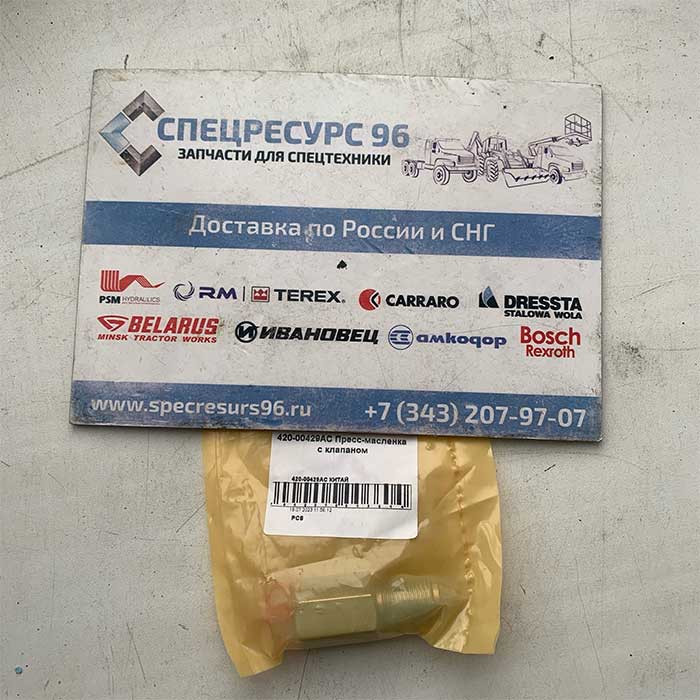 СПЕЦРЕСУРС 96
ЗАПЧАСТИ ДЛЯ СПЕЦТЕХНИКИ
Доставка по России и СНГ
PSM HYDRAULICS
RM | TEREX®
CARRARO
DRESSTA
STALOWA WOLA
BELARUS
MINSK TRACTOR WORKS
ИВАНОВЕЦ
амкодор
Bosch
Rexroth
www.specresurs96.ru +7 (343) 207-97-07
420-00429AC Пресс-масленка
с клапаном
420-00429AC КИТАЙ
PCS